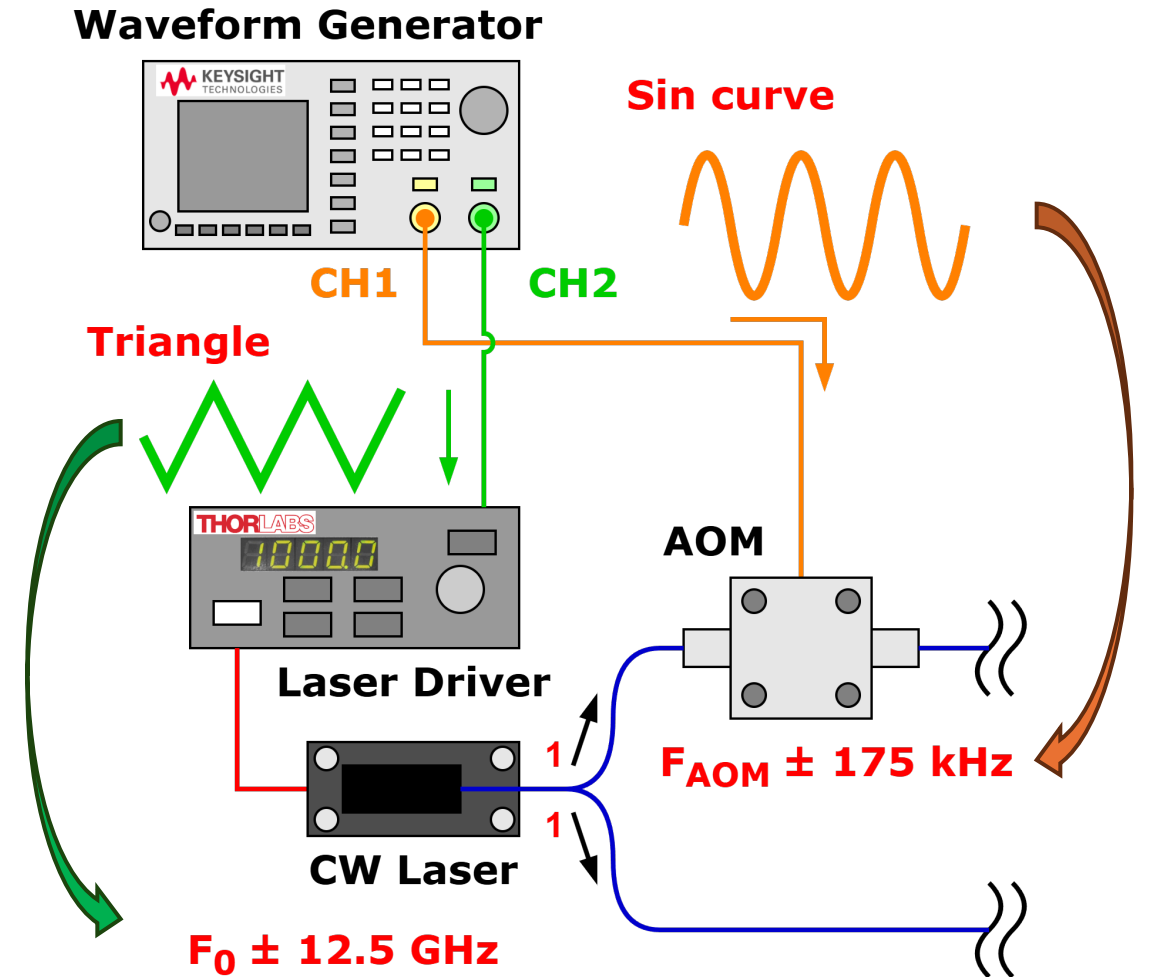 Waveform Generator
KEYSIGHT
TECHNOLOGIES
Sin curve
CH1
CH2
Triangle
THORLABS
1000.0
AOM
Laser Driver
1
F_AOM ± 175 kHz
1
CW Laser
F_0 ± 12.5 GHz